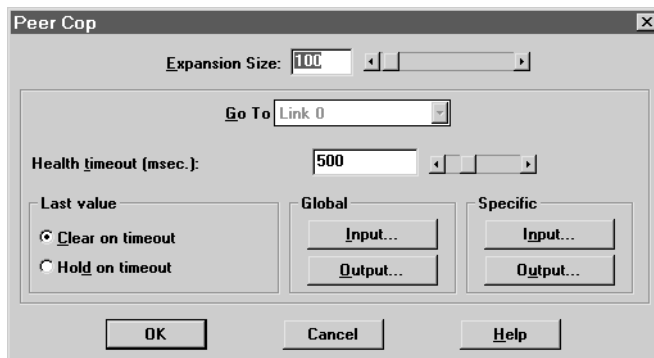 Peer Cop
Expansion Size: 100
Go To Link 0
Health timeout (msec.): 500
Last value
Clear on timeout
Hold on timeout
Global
Input...
Output...
Specific
Input...
Output...
OK
Cancel
Help